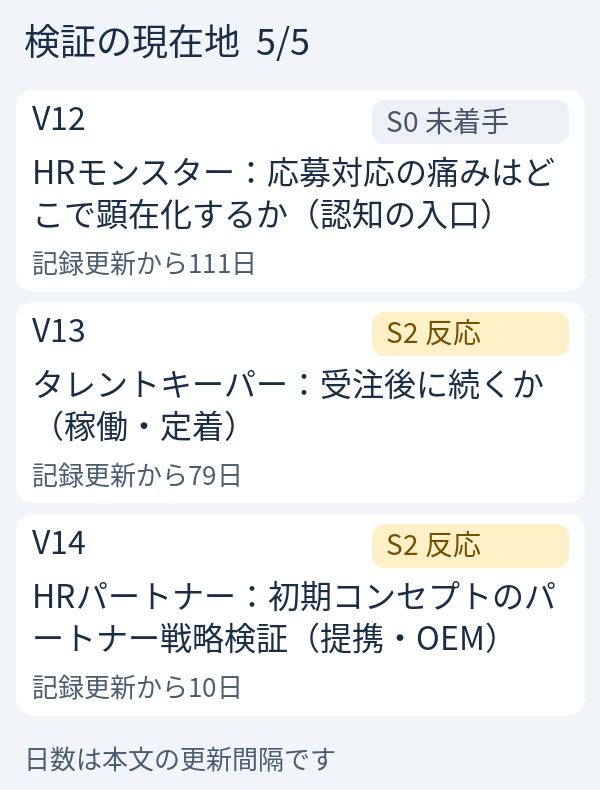 検証の現在地 5/5
V12
S0 未着手
HRモンスター：応募対応の痛みはど
こで顕在化するか（認知の入口）
記録更新から111日
V13
S2 反応
タレントキーパー：受注後に続くか
（稼働・定着）
記録更新から79日
V14
S2 反応
HRパートナー：初期コンセプトのパ
ートナー戦略検証（提携・OEM）
記録更新から10日
日数は本文の更新間隔です